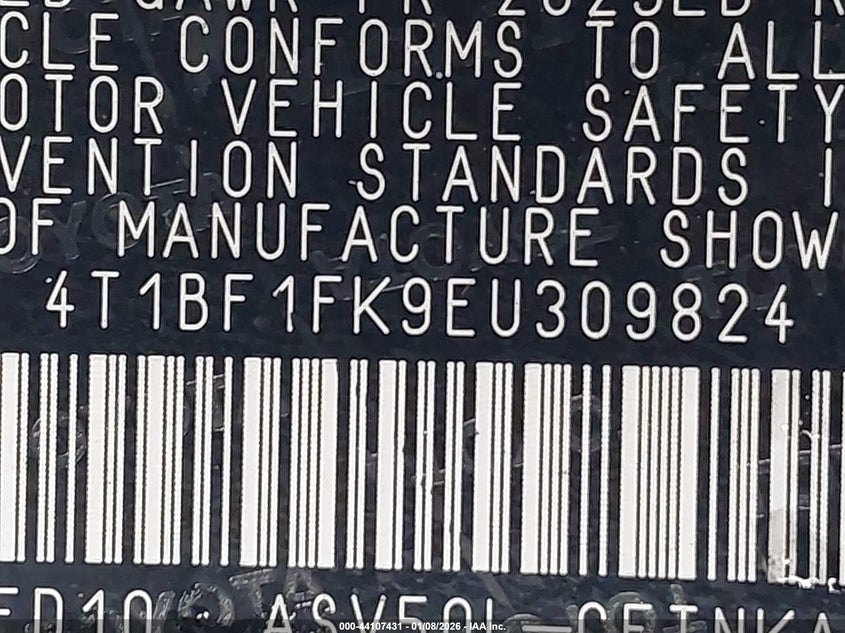 CLE CONFORMS TO ALL
OTOR VEHICLE SAFETY
VENTION STANDARDS I
OF MANUFACTURE SHOW
4T1BF1FK9EU309824
000-44107431 - 01/08/2026 - IAA Inc.